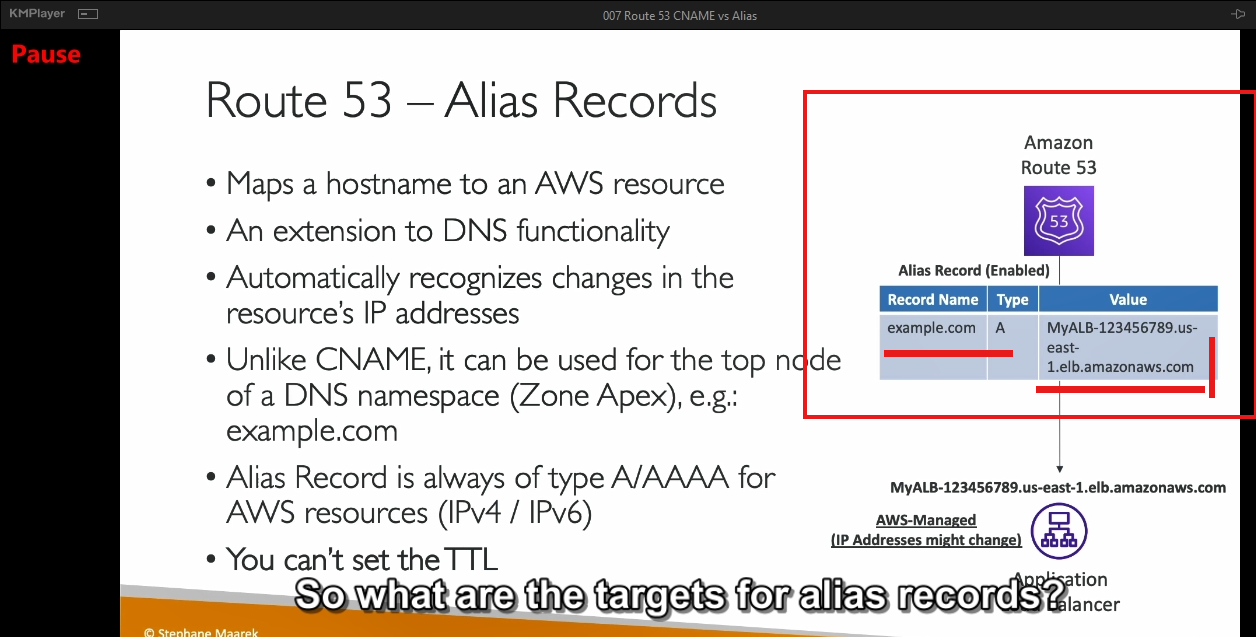 KMPlayer
007 Route 53 CNAME vs Alias
Pause
Route 53 – Alias Records
• Maps a hostname to an AWS resource
• An extension to DNS functionality
• Automatically recognizes changes in the
resource's IP addresses
• Unlike CNAME, it can be used for the top node
of a DNS namespace (Zone Apex), e.g.:
example.com
• Alias Record is always of type A/AAAA for
AWS resources (IPv4 / IPv6)
• You can't set the TTL
Amazon
Route 53
53
Alias Record (Enabled)
Record Name Type Value
example.com A MyALB-123456789.us-
east-
1.elb.amazonaws.com
MyALB-123456789.us-east-1.elb.amazonaws.com
AWS-Managed
(IP Addresses might change)
Application
Balancer
So what are the targets for alias records?
© Stephane Maarek